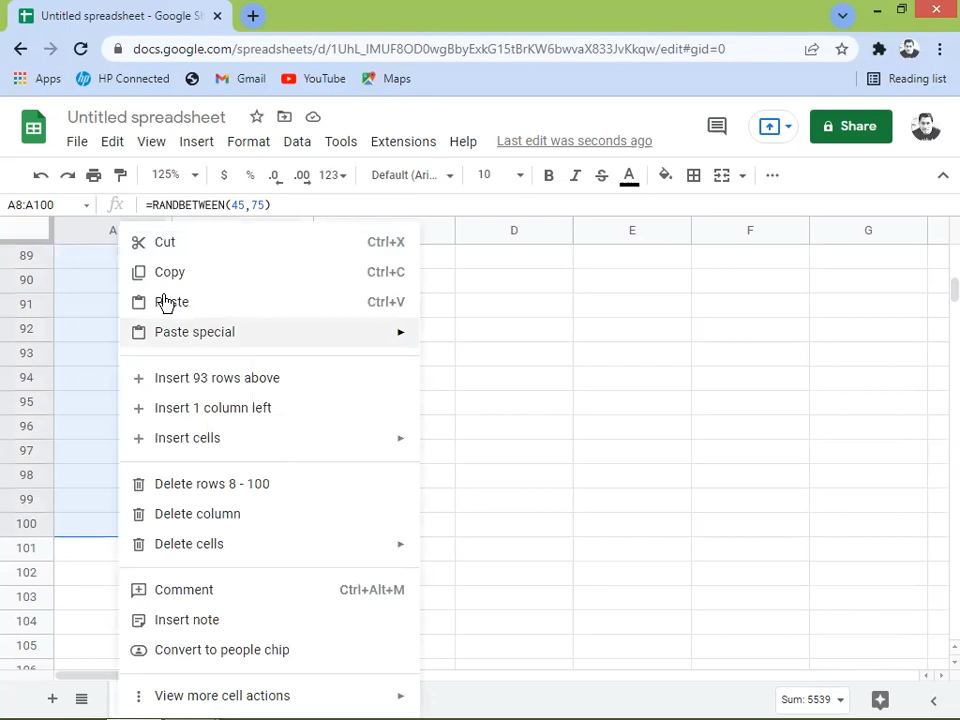 Untitled spreadsheet - Google Sh
docs.google.com/spreadsheets/d/1UhL_IMUF8OD0wgBbyExkG15tBrKW6bwvaX833JvKkqw/edit#gid=0
Apps HP Connected Gmail YouTube Maps Reading list
Untitled spreadsheet
Share
File Edit View Insert Format Data Tools Extensions Help Last edit was seconds ago
125% $ % .0 .00 123 Default (Ari... 10 B I S A
A8:A100 fx =RANDBETWEEN(45,75)
A D E F G
89
90
91
92
93
94
95
96
97
98
99
100
101
102
103
104
105
106
Cut Ctrl+X
Copy Ctrl+C
Paste Ctrl+V
Paste special
Insert 93 rows above
Insert 1 column left
Insert cells
Delete rows 8 - 100
Delete column
Delete cells
Comment Ctrl+Alt+M
Insert note
Convert to people chip
View more cell actions
Sum: 5539